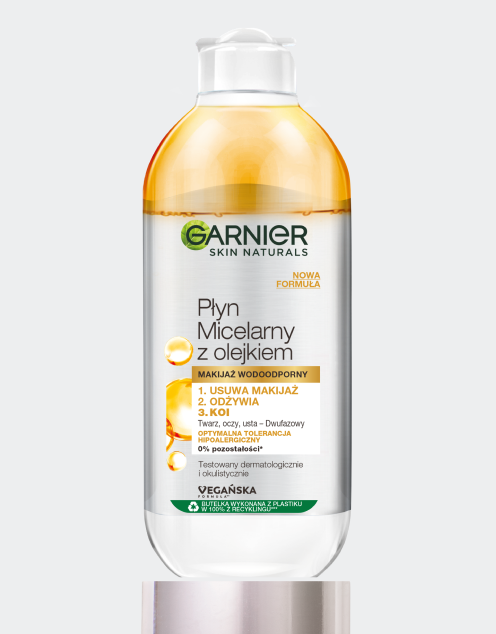 GARNIER
SKIN NATURALS
NOWA
FORMUŁA
Płyn
Micelarny
z olejkiem
MAKIJAŻ WODOODPORNY
1. USUWA MAKIJAŻ
2. ODŻYWIA
3. KOI
Twarz, oczy, usta – Dwufazowy
OPTYMALNA TOLERANCJA
HIPOALERGICZNY
0% pozostałości*
Testowany dermatologicznie
i okulistycznie
VEGAŃSKA
FORMUŁA**
BUTELKA WYKONANA Z PLASTIKU
W 100% Z RECYKLINGU***